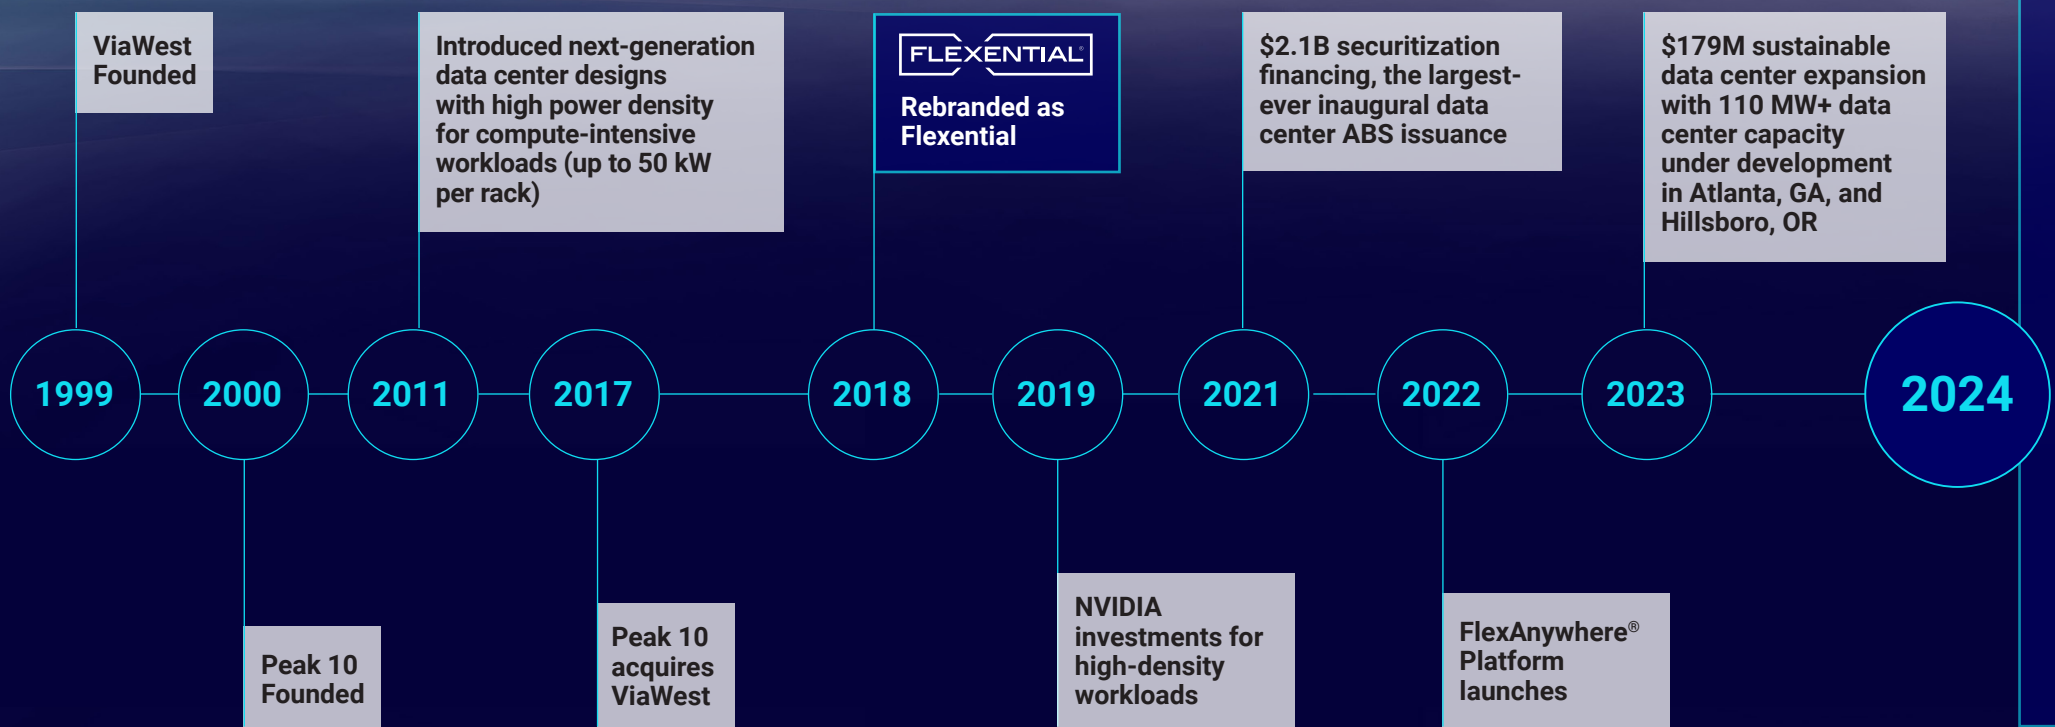 ViaWest
Founded
Introduced next-generation
data center designs
with high power density
for compute-intensive
workloads (up to 50 kW
per rack)
FLEXENTIAL®
Rebranded as
Flexential
$2.1B securitization
financing, the largest-
ever inaugural data
center ABS issuance
$179M sustainable
data center expansion
with 110 MW+ data
center capacity
under development
in Atlanta, GA, and
Hillsboro, OR
1999
2000
2011
2017
2018
2019
2021
2022
2023
2024
Peak 10
Founded
Peak 10
acquires
ViaWest
NVIDIA
investments for
high-density
workloads
FlexAnywhere®
Platform
launches